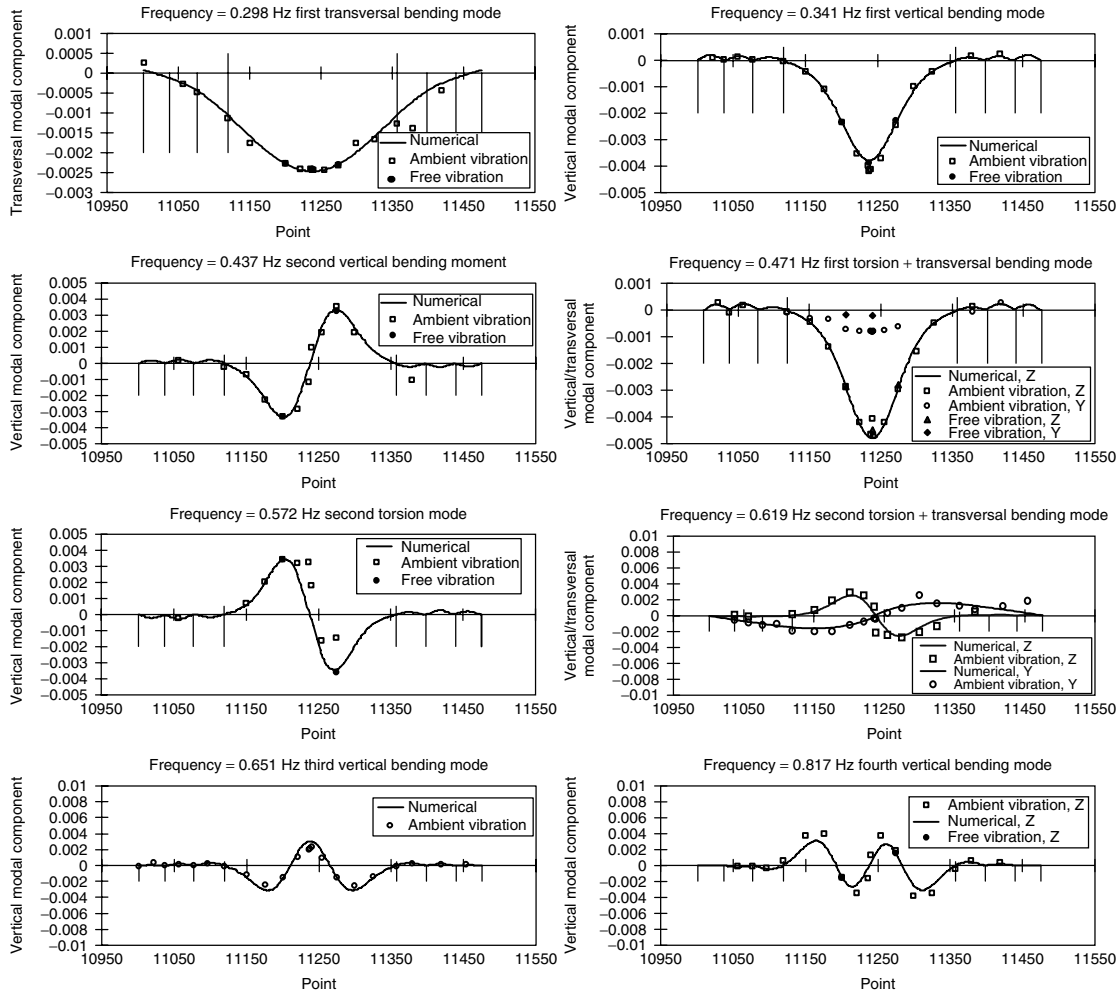 Frequency = 0.298 Hz first transversal bending mode
Transversal modal component
0.001
0.0005
0
−0.0005
−0.001
−0.0015
−0.002
−0.0025
−0.003
10950 11050 11150 11250 11350 11450 11550
Point
Numerical
Ambient vibration
Free vibration
Frequency = 0.341 Hz first vertical bending mode
Vertical modal component
0.001
0
−0.001
−0.002
−0.003
−0.004
−0.005
10950 11050 11150 11250 11350 11450 11550
Point
Numerical
Ambient vibration
Free vibration
Frequency = 0.437 Hz second vertical bending moment
Vertical modal component
0.005
0.004
0.003
0.002
0.001
0
−0.001
−0.002
−0.003
−0.004
−0.005
10950 11050 11150 11250 11350 11450 11550
Point
Numerical
Ambient vibration
Free vibration
Frequency = 0.471 Hz first torsion + transversal bending mode
Vertical/transversal
modal component
0.001
0
−0.001
−0.002
−0.003
−0.004
−0.005
10950 11050 11150 11250 11350 11450 11550
Point
Numerical, Z
Ambient vibration, Z
Ambient vibration, Y
Free vibration, Z
Free vibration, Y
Frequency = 0.572 Hz second torsion mode
Vertical modal component
0.005
0.004
0.003
0.002
0.001
0
−0.001
−0.002
−0.003
−0.004
−0.005
10950 11050 11150 11250 11350 11450 11550
Point
Numerical
Ambient vibration
Free vibration
Frequency = 0.619 Hz second torsion + transversal bending mode
Vertical/transversal
modal component
0.01
0.008
0.006
0.004
0.002
0
−0.002
−0.004
−0.006
−0.008
−0.01
10950 11050 11150 11250 11350 11450 11550
Point
Numerical, Z
Ambient vibration, Z
Numerical, Y
Ambient vibration, Y
Frequency = 0.651 Hz third vertical bending mode
Vertical modal component
0.01
0.008
0.006
0.004
0.002
0
−0.002
−0.004
−0.006
−0.008
−0.01
10950 11050 11150 11250 11350 11450 11550
Point
Numerical
Ambient vibration
Frequency = 0.817 Hz fourth vertical bending mode
Vertical modal component
0.01
0.008
0.006
0.004
0.002
0
−0.002
−0.004
−0.006
−0.008
−0.01
10950 11050 11150 11250 11350 11450 11550
Point
Ambient vibration, Z
Numerical, Z
Free vibration, Z